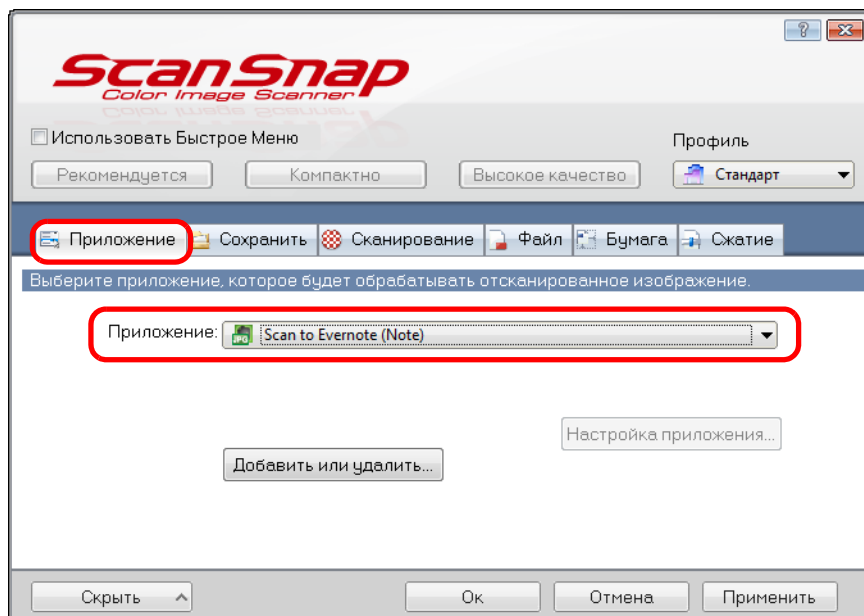 ScanSnap
Color Image Scanner
Использовать Быстрое Меню
Профиль
Рекомендуется Компактно Высокое качество Стандарт
Приложение Сохранить Сканирование Файл Бумага Сжатие
Выберите приложение, которое будет обрабатывать отсканированное изображение.
Приложение: JPG Scan to Evernote (Note)
Настройка приложения...
Добавить или удалить...
Скрыть Ок Отмена Применить